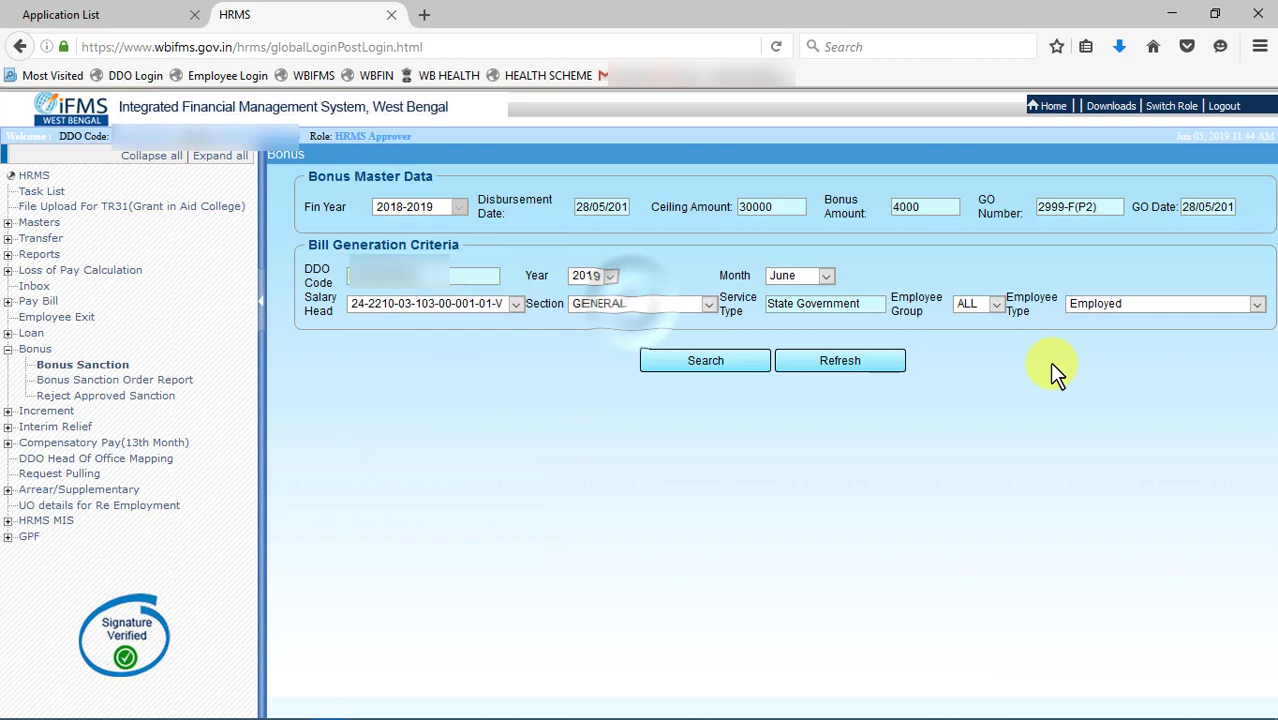 Application List HRMS
https://www.wbifms.gov.in/hrms/globalLoginPostLogin.html Search
Most Visited DDO Login Employee Login WBIFMS WBFIN WB HEALTH HEALTH SCHEME
iFMS WEST BENGAL Integrated Financial Management System, West Bengal Home | | Downloads | Switch Role | Logout
Welcome : DDO Code: Role: HRMS Approver Jun 03, 2019 11:44 AM
Collapse all | Expand all
HRMS
Task List
File Upload For TR31(Grant in Aid College)
Masters
Transfer
Reports
Loss of Pay Calculation
Inbox
Pay Bill
Employee Exit
Loan
Bonus
Bonus Sanction
Bonus Sanction Order Report
Reject Approved Sanction
Increment
Interim Relief
Compensatory Pay(13th Month)
DDO Head Of Office Mapping
Request Pulling
Arrear/Supplementary
UO details for Re Employment
HRMS MIS
GPF
Signature
Verified
Bonus
Bonus Master Data
Fin Year 2018-2019 Disbursement Date: 28/05/201 Ceiling Amount: 30000 Bonus Amount: 4000 GO Number: 2999-F(P2) GO Date: 28/05/201
Bill Generation Criteria
DDO Code Year 2019 Month June
Salary Head 24-2210-03-103-00-001-01-V Section GENERAL Service Type State Government Employee Group ALL Employee Type Employed
Search Refresh